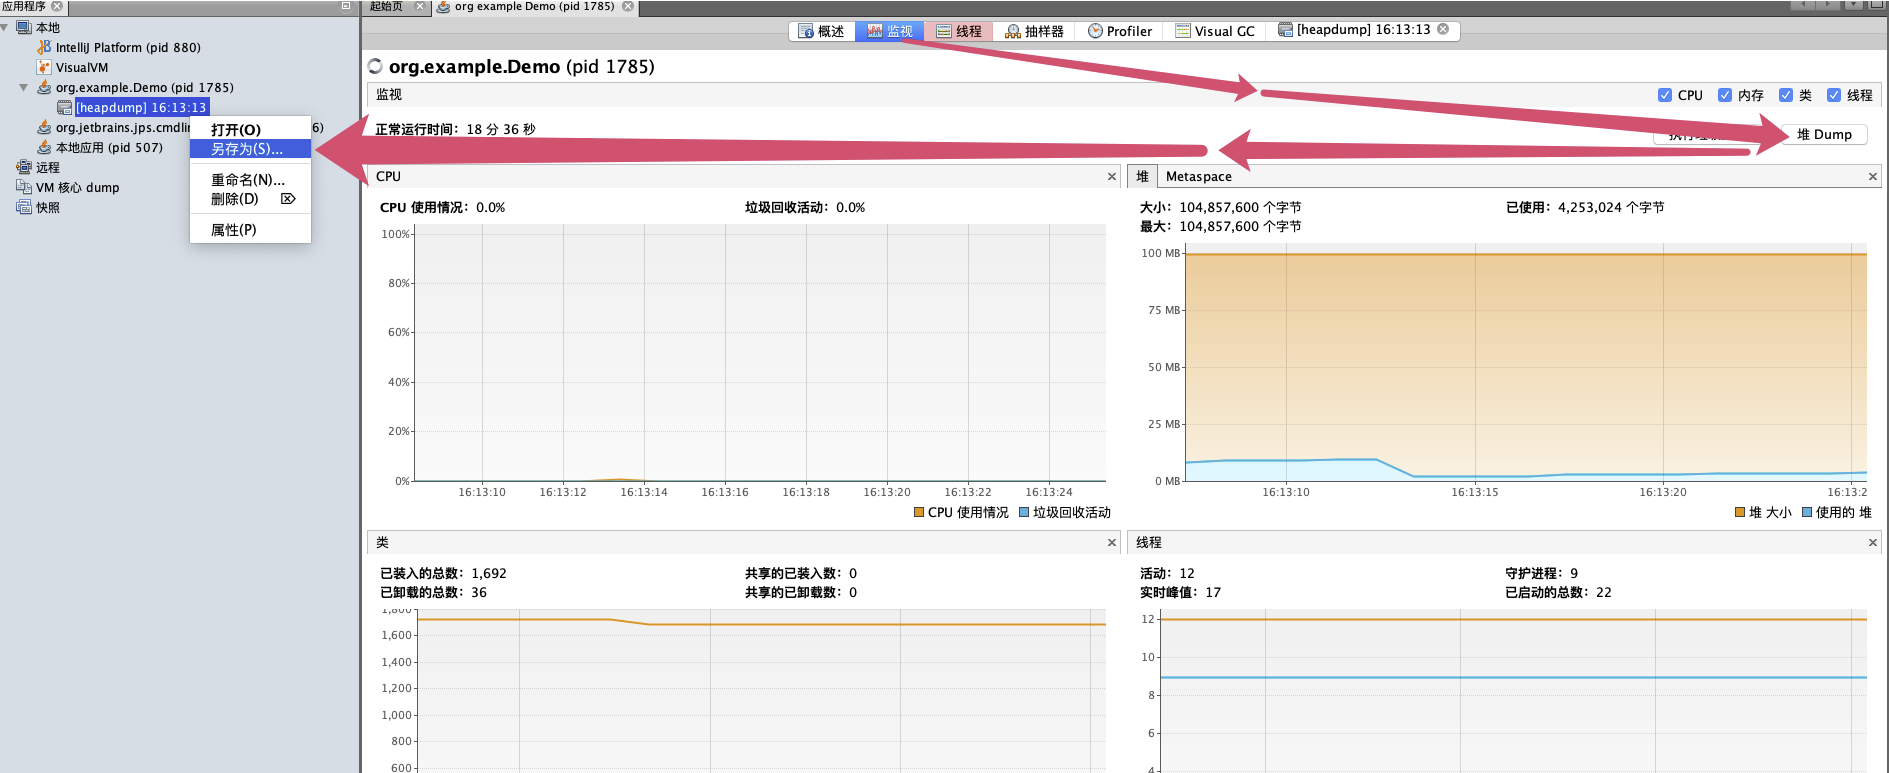 应用程序
本地
IntelliJ Platform (pid 880)
VisualVM
org.example.Demo (pid 1785)
[heapdump] 16:13:13
org.jetbrains.jps.cmdlin
6)
本地应用 (pid 507)
远程
VM 核心 dump
快照
打开(O)
另存为(S)...
重命名(N)...
删除(D)
属性(P)
起始页
org example Demo (pid 1785)
概述
监视
线程
抽样器
Profiler
Visual GC
[heapdump] 16:13:13
org.example.Demo (pid 1785)
监视
CPU
内存
类
线程
正常运行时间：18 分 36 秒
堆 Dump
CPU
CPU 使用情况：0.0%
垃圾回收活动：0.0%
100%
80%
60%
40%
20%
0%
16:13:10
16:13:12
16:13:14
16:13:16
16:13:18
16:13:20
16:13:22
16:13:24
CPU 使用情况
垃圾回收活动
堆
Metaspace
大小：104,857,600 个字节
已使用：4,253,024 个字节
最大：104,857,600 个字节
100 MB
75 MB
50 MB
25 MB
0 MB
16:13:10
16:13:15
16:13:20
16:13:2
堆 大小
使用的 堆
类
已装入的总数：1,692
共享的已装入数：0
已卸载的总数：36
共享的已卸载数：0
1,800
1,600
1,400
1,200
1,000
800
600
线程
活动：12
守护进程：9
实时峰值：17
已启动的总数：22
12
10
8
6
4